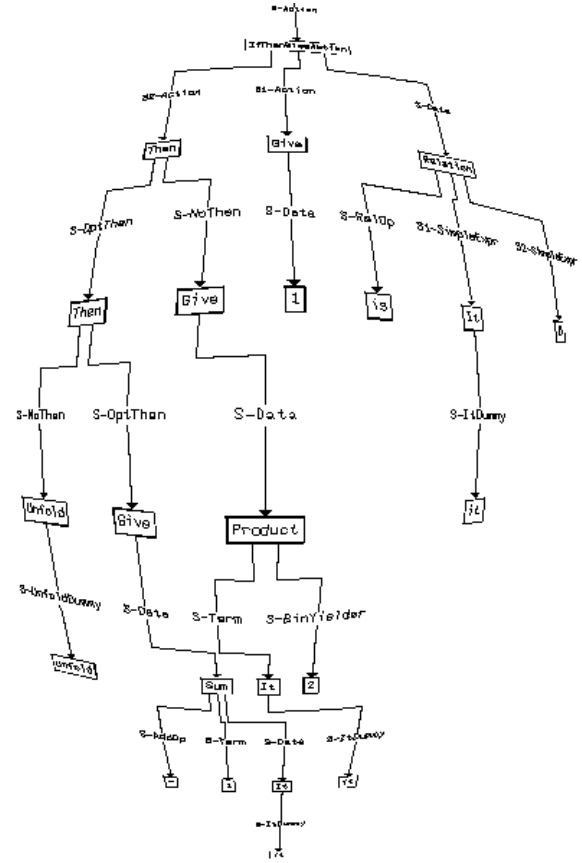 S-Action
IfThenElseAction
S2-Action
S1-Action
S-Data
Then
Give
Relation
S-OptThen
S-NoThen
S-Data
S-RelOp
S1-SimpleExpr
S2-SimpleExpr
Then
Give
1
is
It
S-NoThen
S-OptThen
S-Data
S-ItDummy
Unfold
Give
it
Product
S-UnfoldDummy
S-Data
S-Term
S-BinYielder
Unfold
Sum
It
2
S-AddOp
S-Term
S-Data
S-ItDummy
-
1
It
it
S-ItDummy
it